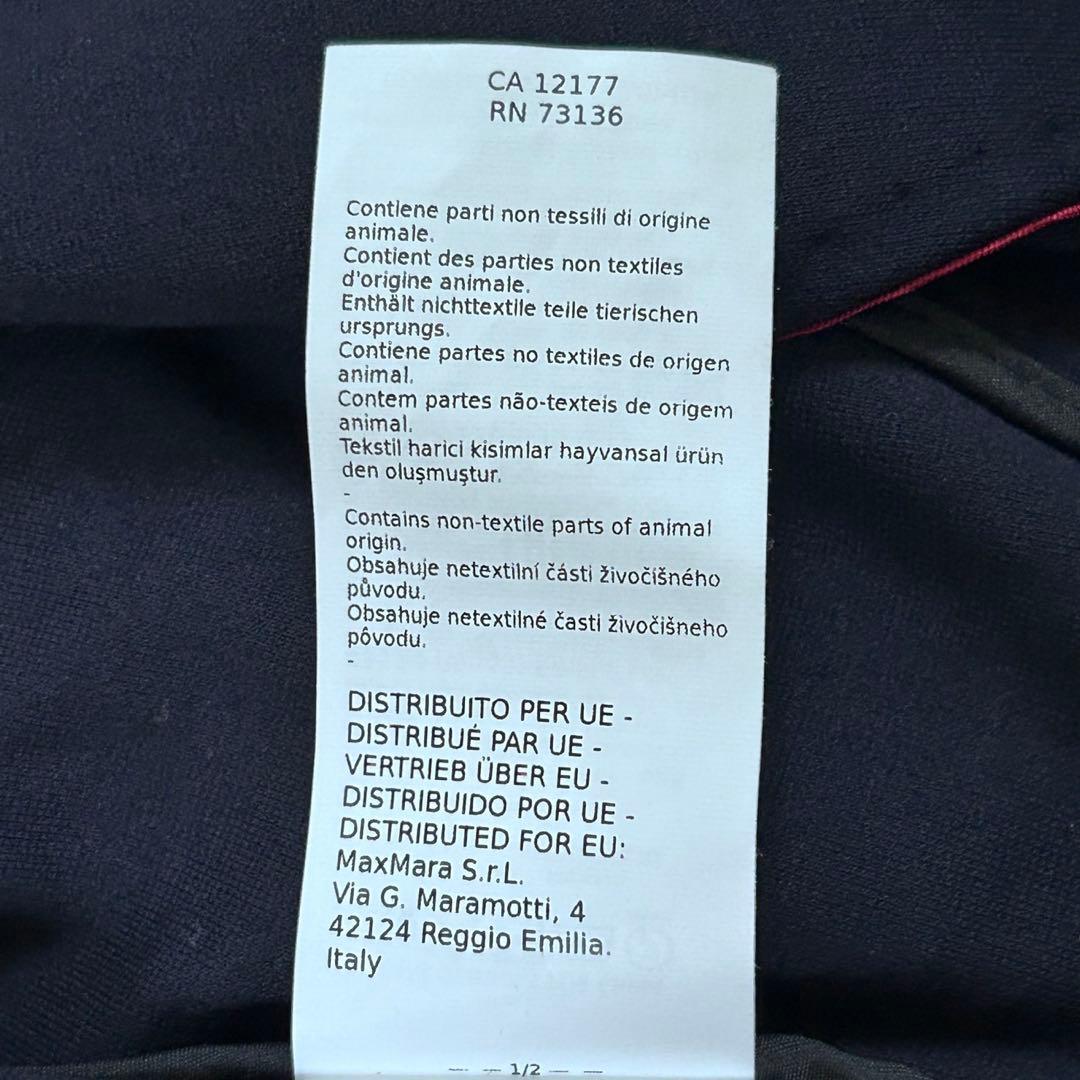 CA 12177
RN 73136
Contiene parti non tessili di origine
animale.
Contient des parties non textiles
d'origine animale.
Enthält nichttextile teile tierischen
ursprungs.
Contiene partes no textiles de origen
animal.
Contem partes não-texteis de origem
animal.
Tekstil harici kisimlar hayvansal ürün
den oluşmuştur.
-
Contains non-textile parts of animal
origin.
Obsahuje netextilní části živočíšného
původu.
Obsahuje netextilné časti živočišneho
pôvodu.
-
DISTRIBUITO PER UE -
DISTRIBUÉ PAR UE -
VERTRIEB ÜBER EU -
DISTRIBUIDO POR UE -
DISTRIBUTED FOR EU:
MaxMara S.r.L.
Via G. Maramotti, 4
42124 Reggio Emilia.
Italy
— — 1/2 — —